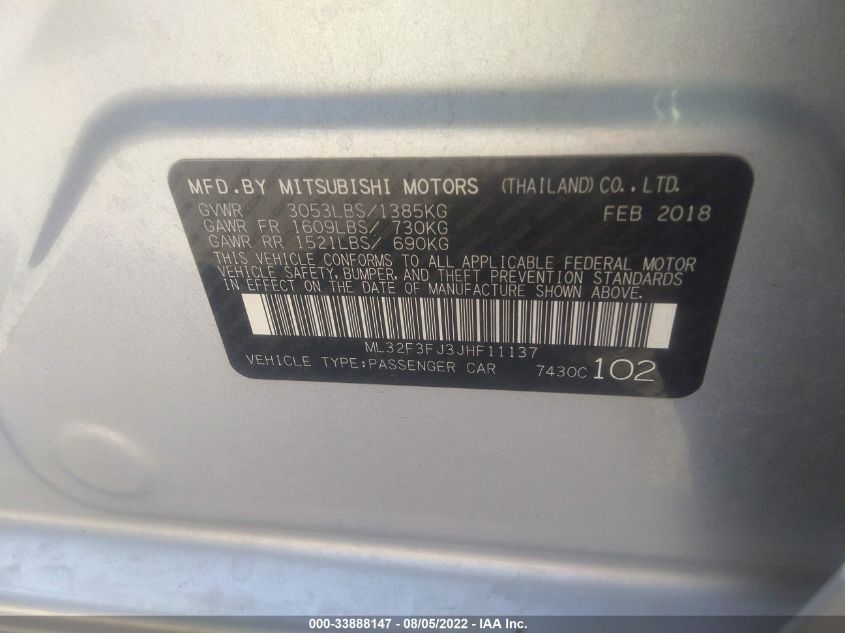 MFD.BY MITSUBISHI MOTORS (THAILAND) CO., LTD.
GVWR 3053LBS/1385KG FEB 2018
GAWR FR 1609LBS/ 730KG
GAWR RR 1521LBS/ 690KG
THIS VEHICLE CONFORMS TO ALL APPLICABLE FEDERAL MOTOR
VEHICLE SAFETY, BUMPER, AND THEFT PREVENTION STANDARDS
IN EFFECT ON THE DATE OF MANUFACTURE SHOWN ABOVE.
ML32F3FJ3JHF11137
VEHICLE TYPE:PASSENGER CAR 7430C 102
000-33888147 - 08/05/2022 - IAA Inc.